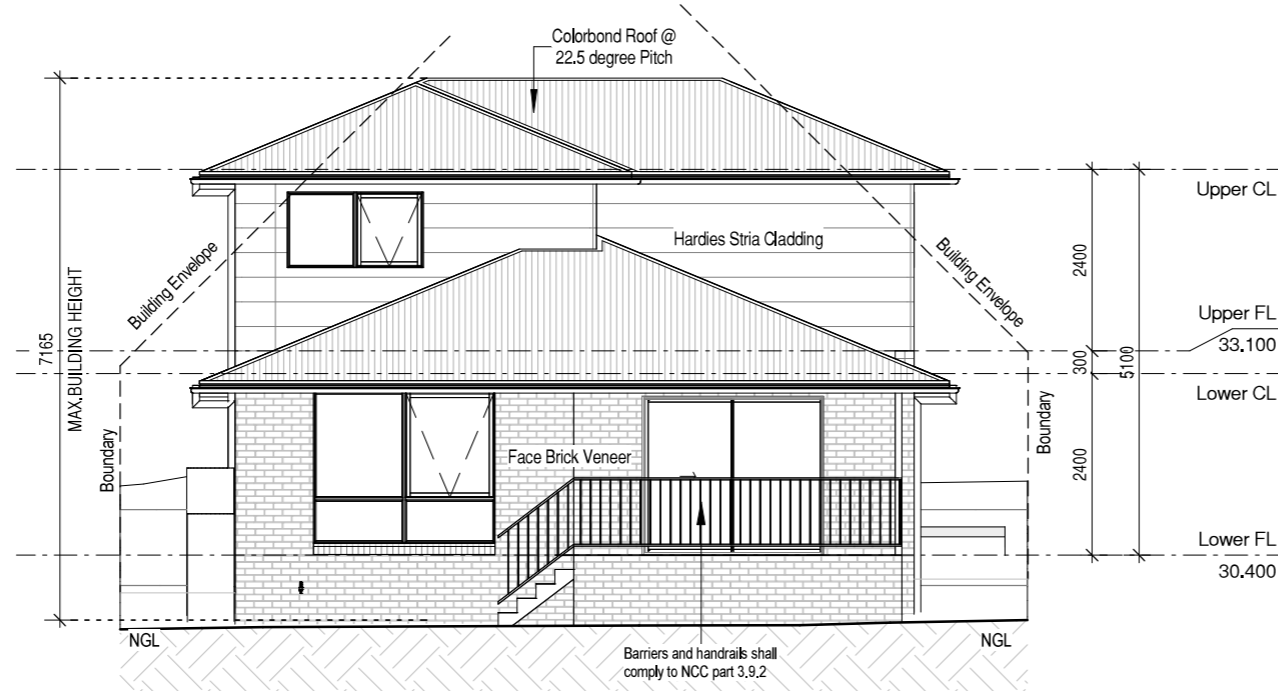 Colorbond Roof @
22.5 degree Pitch
Upper CL
Hardies Stria Cladding
Building Envelope
Building Envelope
2400
7165
MAX.BUILDING HEIGHT
Upper FL
33.100
300
5100
Lower CL
Boundary
Boundary
Face Brick Veneer
2400
Lower FL
30.400
NGL
NGL
Barriers and handrails shall
comply to NCC part 3.9.2